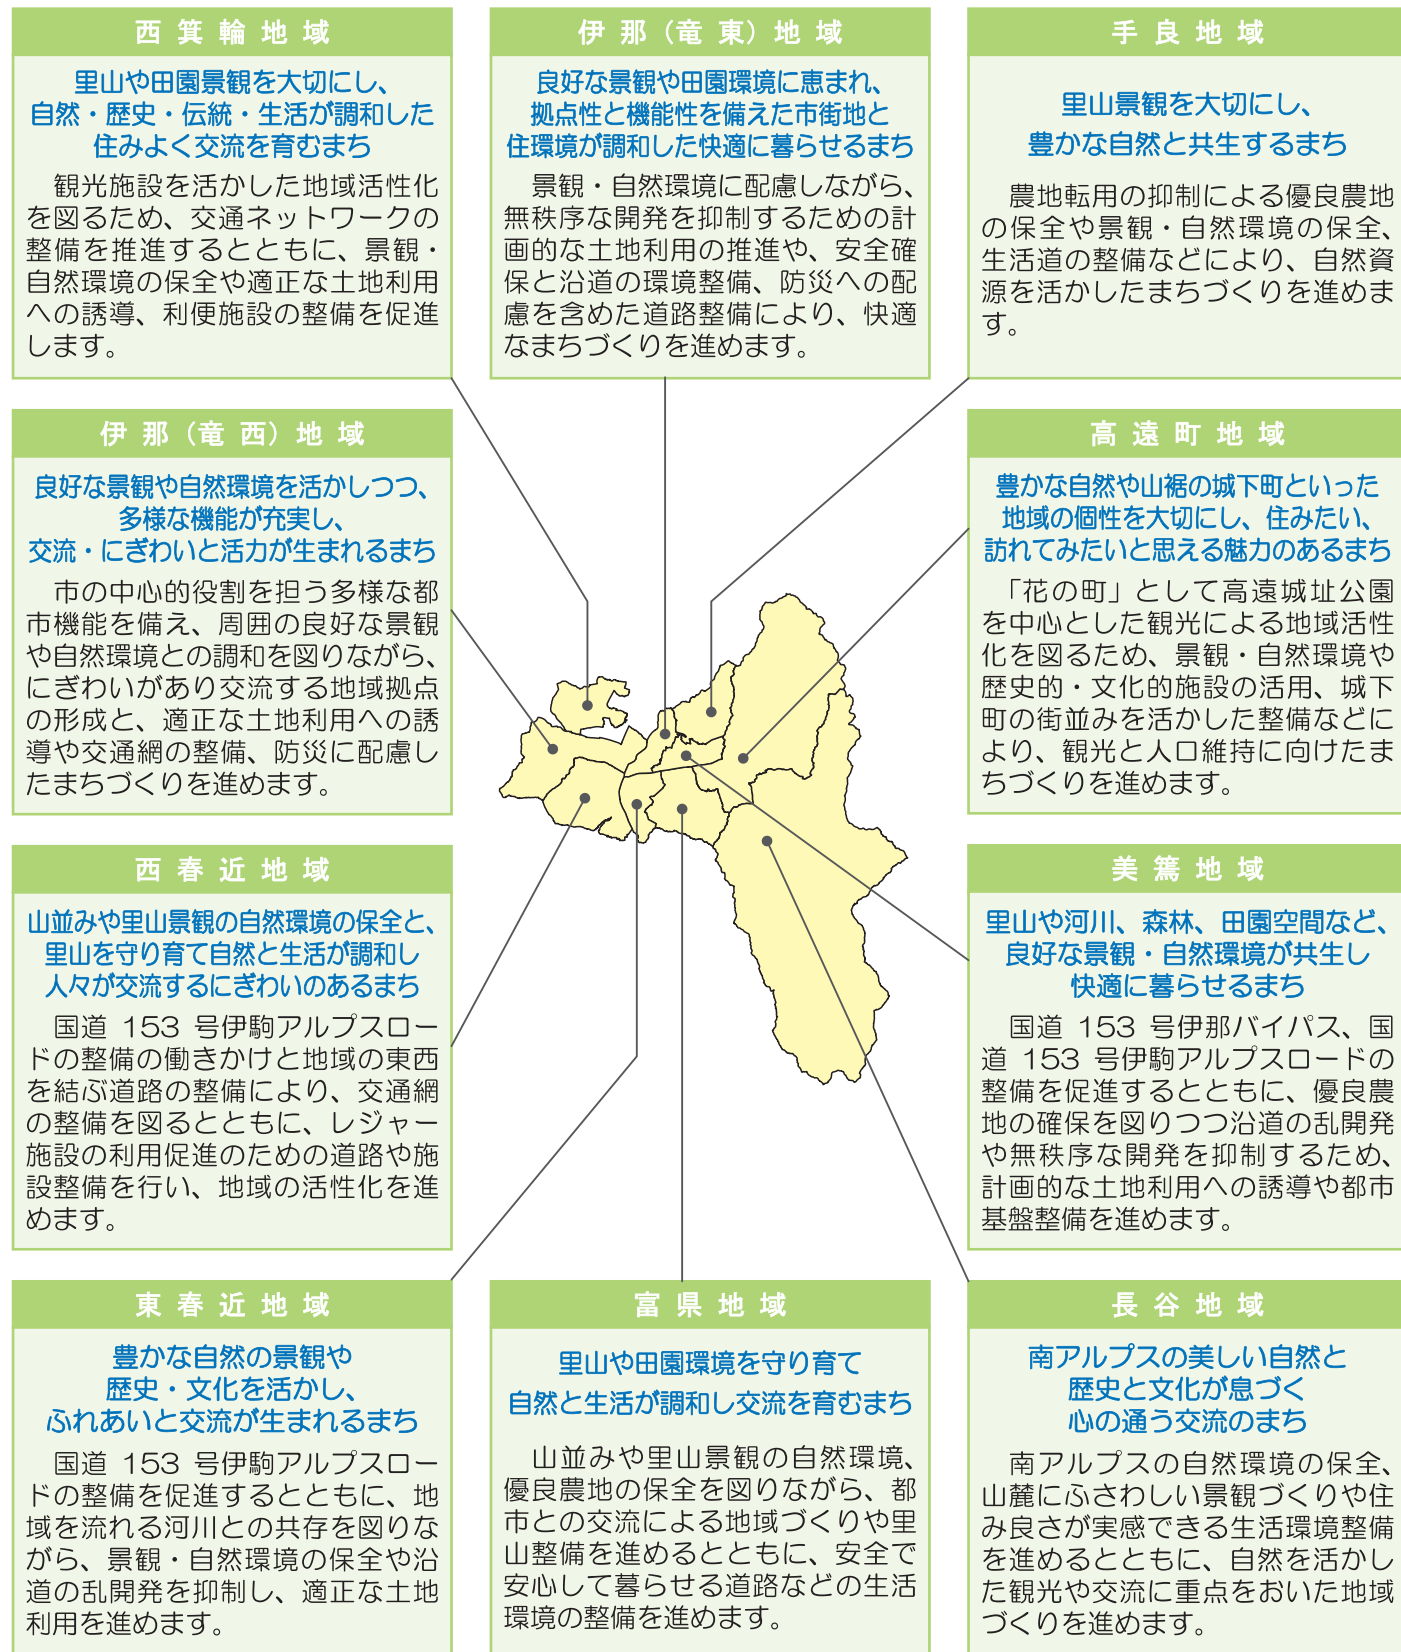 西箕輪地域
里山や田園景観を大切にし、
自然・歴史・伝統・生活が調和した
住みよく交流を育むまち
観光施設を活かした地域活性化
を図るため、交通ネットワークの
整備を推進するとともに、景観・
自然環境の保全や適正な土地利用
への誘導、利便施設の整備を促進
します。
伊那（竜東）地域
良好な景観や田園環境に恵まれ、
拠点性と機能性を備えた市街地と
住環境が調和した快適に暮らせるまち
景観・自然環境に配慮しながら、
無秩序な開発を抑制するための計
画的な土地利用の推進や、安全確
保と沿道の環境整備、防災への配
慮を含めた道路整備により、快適
なまちづくりを進めます。
手良地域
里山景観を大切にし、
豊かな自然と共生するまち
農地転用の抑制による優良農地
の保全や景観・自然環境の保全、
生活道の整備などにより、自然資
源を活かしたまちづくりを進めま
す。
伊那（竜西）地域
良好な景観や自然環境を活かしつつ、
多様な機能が充実し、
交流・にぎわいと活力が生まれるまち
市の中心的役割を担う多様な都
市機能を備え、周囲の良好な景観
や自然環境との調和を図りながら、
にぎわいがあり交流する地域拠点
の形成と、適正な土地利用への誘
導や交通網の整備、防災に配慮し
たまちづくりを進めます。
高遠町地域
豊かな自然や山裾の城下町といった
地域の個性を大切にし、住みたい、
訪れてみたいと思える魅力のあるまち
「花の町」として高遠城址公園
を中心とした観光による地域活性
化を図るため、景観・自然環境や
歴史的・文化的施設の活用、城下
町の街並みを活かした整備などに
より、観光と人口維持に向けたま
ちづくりを進めます。
西春近地域
山並みや里山景観の自然環境の保全と、
里山を守り育て自然と生活が調和し
人々が交流するにぎわいのあるまち
国道 153 号伊駒アルプスロー
ドの整備の働きかけと地域の東西
を結ぶ道路の整備により、交通網
の整備を図るとともに、レジャー
施設の利用促進のための道路や施
設整備を行い、地域の活性化を進
めます。
美篶地域
里山や河川、森林、田園空間など、
良好な景観・自然環境が共生し
快適に暮らせるまち
国道 153 号伊那バイパス、国
道 153 号伊駒アルプスロードの
整備を促進するとともに、優良農
地の確保を図りつつ沿道の乱開発
や無秩序な開発を抑制するため、
計画的な土地利用への誘導や都市
基盤整備を進めます。
東春近地域
豊かな自然の景観や
歴史・文化を活かし、
ふれあいと交流が生まれるまち
国道 153 号伊駒アルプスロー
ドの整備を促進するとともに、地
域を流れる河川との共存を図りな
がら、景観・自然環境の保全や沿
道の乱開発を抑制し、適正な土地
利用を進めます。
富県地域
里山や田園環境を守り育て
自然と生活が調和し交流を育むまち
山並みや里山景観の自然環境、
優良農地の保全を図りながら、都
市との交流による地域づくりや里
山整備を進めるとともに、安全で
安心して暮らせる道路などの生活
環境の整備を進めます。
長谷地域
南アルプスの美しい自然と
歴史と文化が息づく
心の通う交流のまち
南アルプスの自然環境の保全、
山麓にふさわしい景観づくりや住
み良さが実感できる生活環境整備
を進めるとともに、自然を活かし
た観光や交流に重点をおいた地域
づくりを進めます。